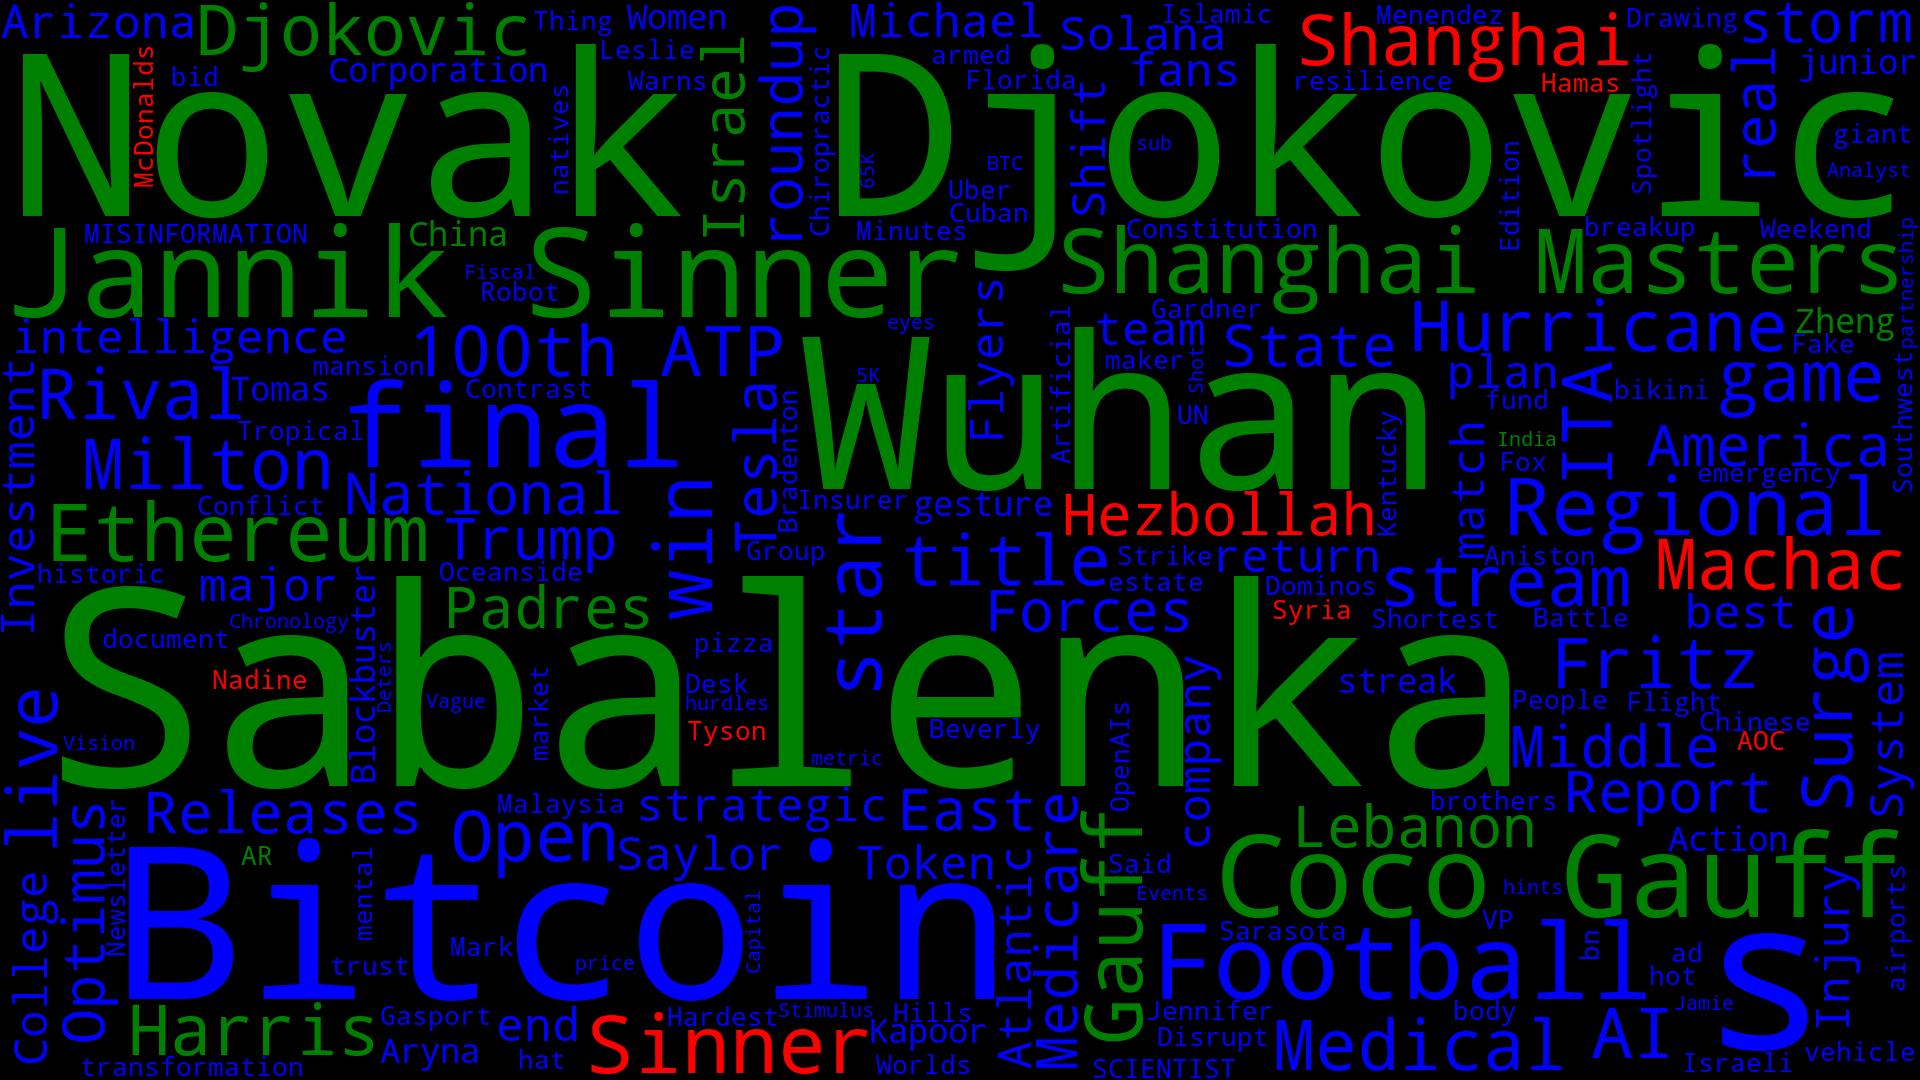 Arizona
Djokovic
Thing
Women
Michael
Solana
Islamic
Shanghai
Menendez
Drawing
storm
McDonalds
bid
Corporation
Leslie
Warns
Israel
roundup
Chiropractic
armed
Florida
fans
resilience
Hamas
Spotlight
real
junior
Novak Djokovic
natives
65K
BTC
Uber
Cuban
Shift
sub
Edition
giant
Analyst
MISINFORMATION
China
Minutes
Constitution
breakup
Weekend
partnership
Jannik Sinner
Fiscal
Robot
Shanghai Masters
intelligence
mansion
100th ATP
eyes
Flyers
Artificial
Gardner
team
maker
Shot
State
Hurricane
Zheng
Fake
Southwest
Investment
Rival
Tomas
Contrast
final
Tesla
Bradenton
5K
Wuhan
UN
Kentucky
plan
fund
ITA
bikini
game
Tropical
Milton
match
India
Fox
America
emergency
Conflict
National
Insurer
gesture
Hezbollah
Regional
Ethereum
Trump
win
Group
star
title
Strike
return
Aniston
Machac
historic
major
Oceanside
estate
Dominos
stream
Blockbuster
Padres
Forces
Syria
Shortest
Battle
best
Surge
Chronology
document
pizza
Fritz
System
Sabalenka
Nadine
Deters
Vague
market
Desk
hurdles
Tyson
Beverly
metric
OpenAIs
company
streak
People
Flight
Chinese
AOC
Middle
Vision
live
College
Optimus
Newsletter
Releases
Malaysia
strategic
East
brothers
Report
Open
Saylor
Token
Medicare
Gauff
Lebanon
Action
AR
mental
Said
Events
Coco Gauff
hints
Bitcoin
Mark
trust
price
Capital
Atlantic
Sarasota
VP
Football
bn
ad
hot
s
Injury
airports
Harris
Gasport
end
Hardest
Stimulus
Hills
Jennifer
body
Jamie
Aryna
hat
Sinner
Kapoor
Disrupt
Medical
AI
transformation
Worlds
SCIENTIST
Israeli
vehicle